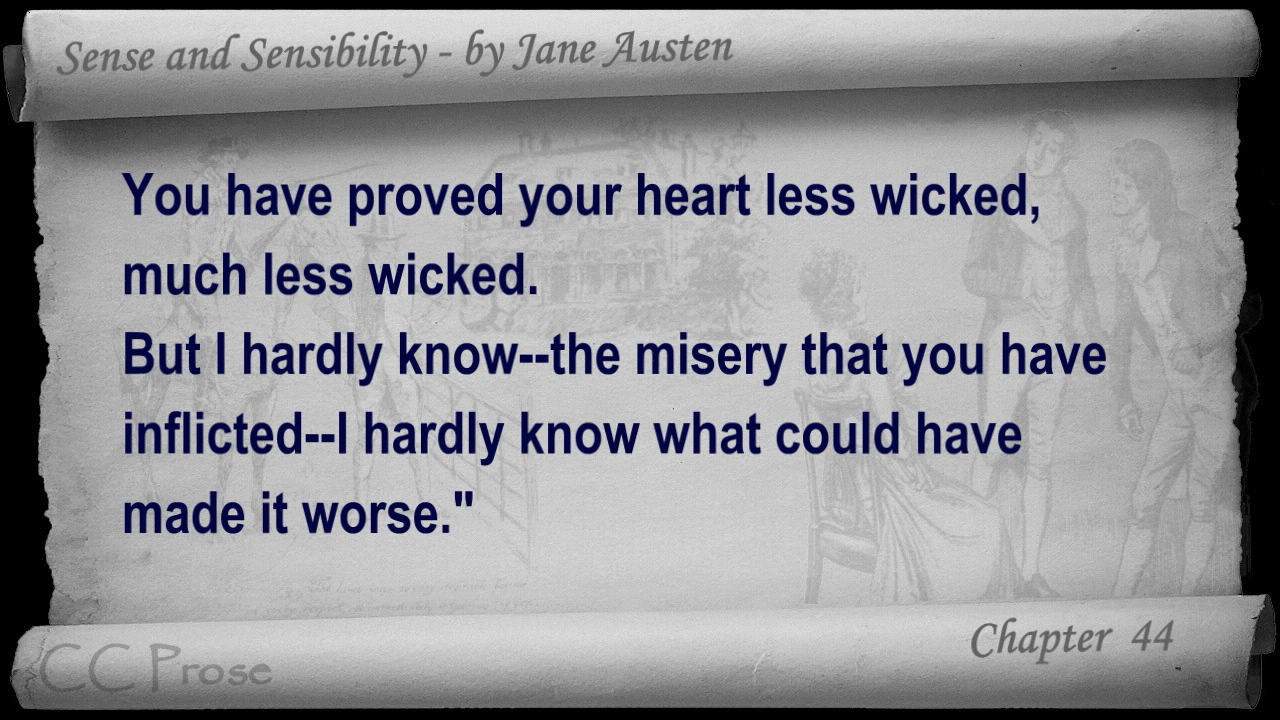 Sense and Sensibility - by Jane Austen
You have proved your heart less wicked,
much less wicked.
But I hardly know--the misery that you have
inflicted--I hardly know what could have
made it worse."
Chapter 44
CC Prose